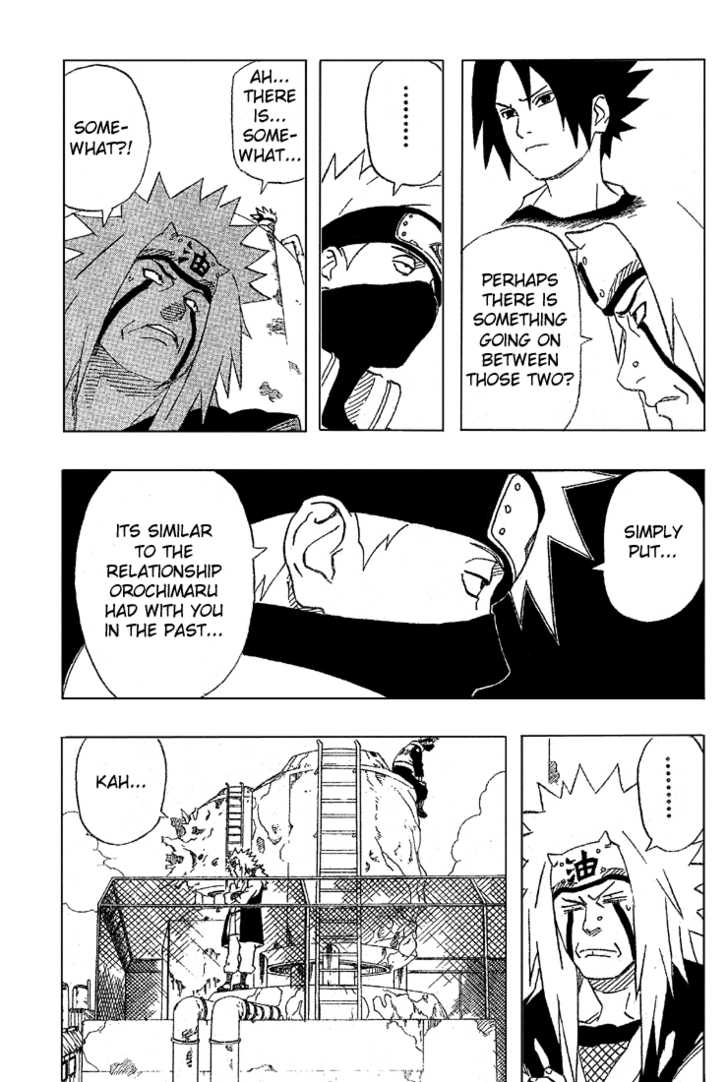 PERHAPS
THERE IS
SOMETHING
GOING ON
BETWEEN
THOSE TWO?
........
AH...
THERE
IS...
SOME-
WHAT...
SOME-
WHAT?!
油
SIMPLY
PUT...
ITS SIMILAR
TO THE
RELATIONSHIP
OROCHIMARU
HAD WITH YOU
IN THE PAST...
........
油
KAH...